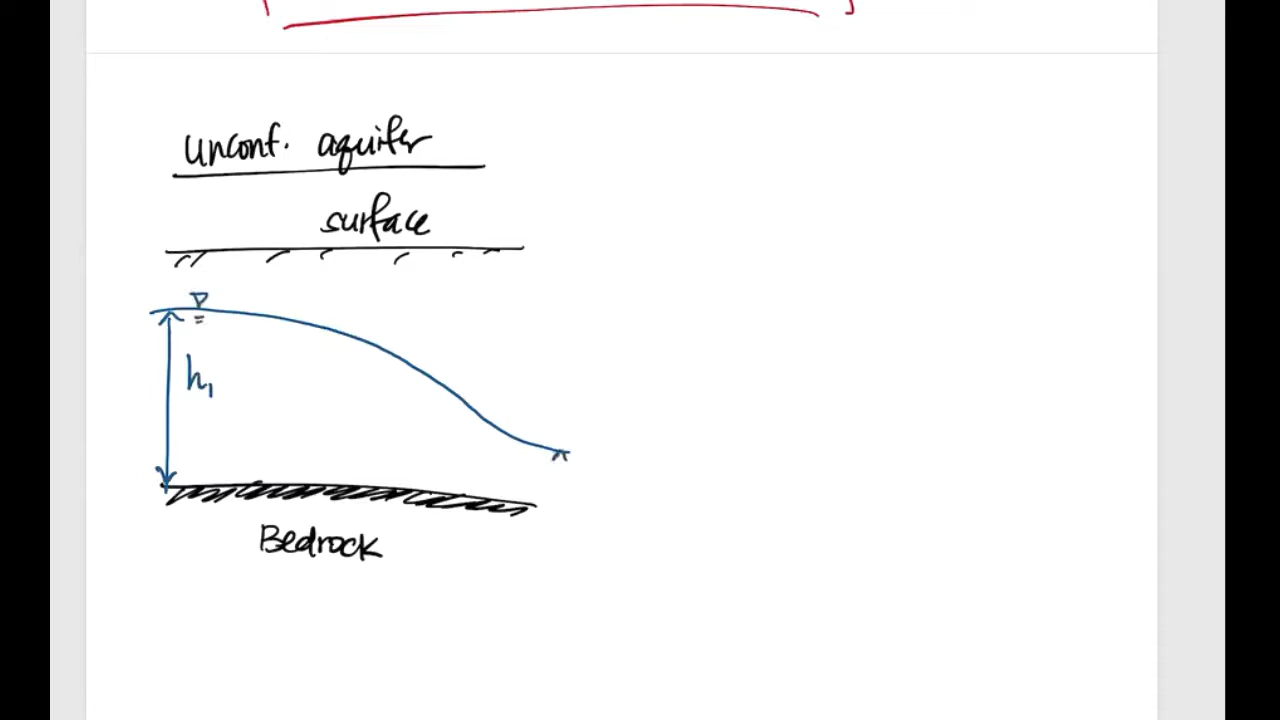 unconf. aquifer
surface
h₁
Bedrock